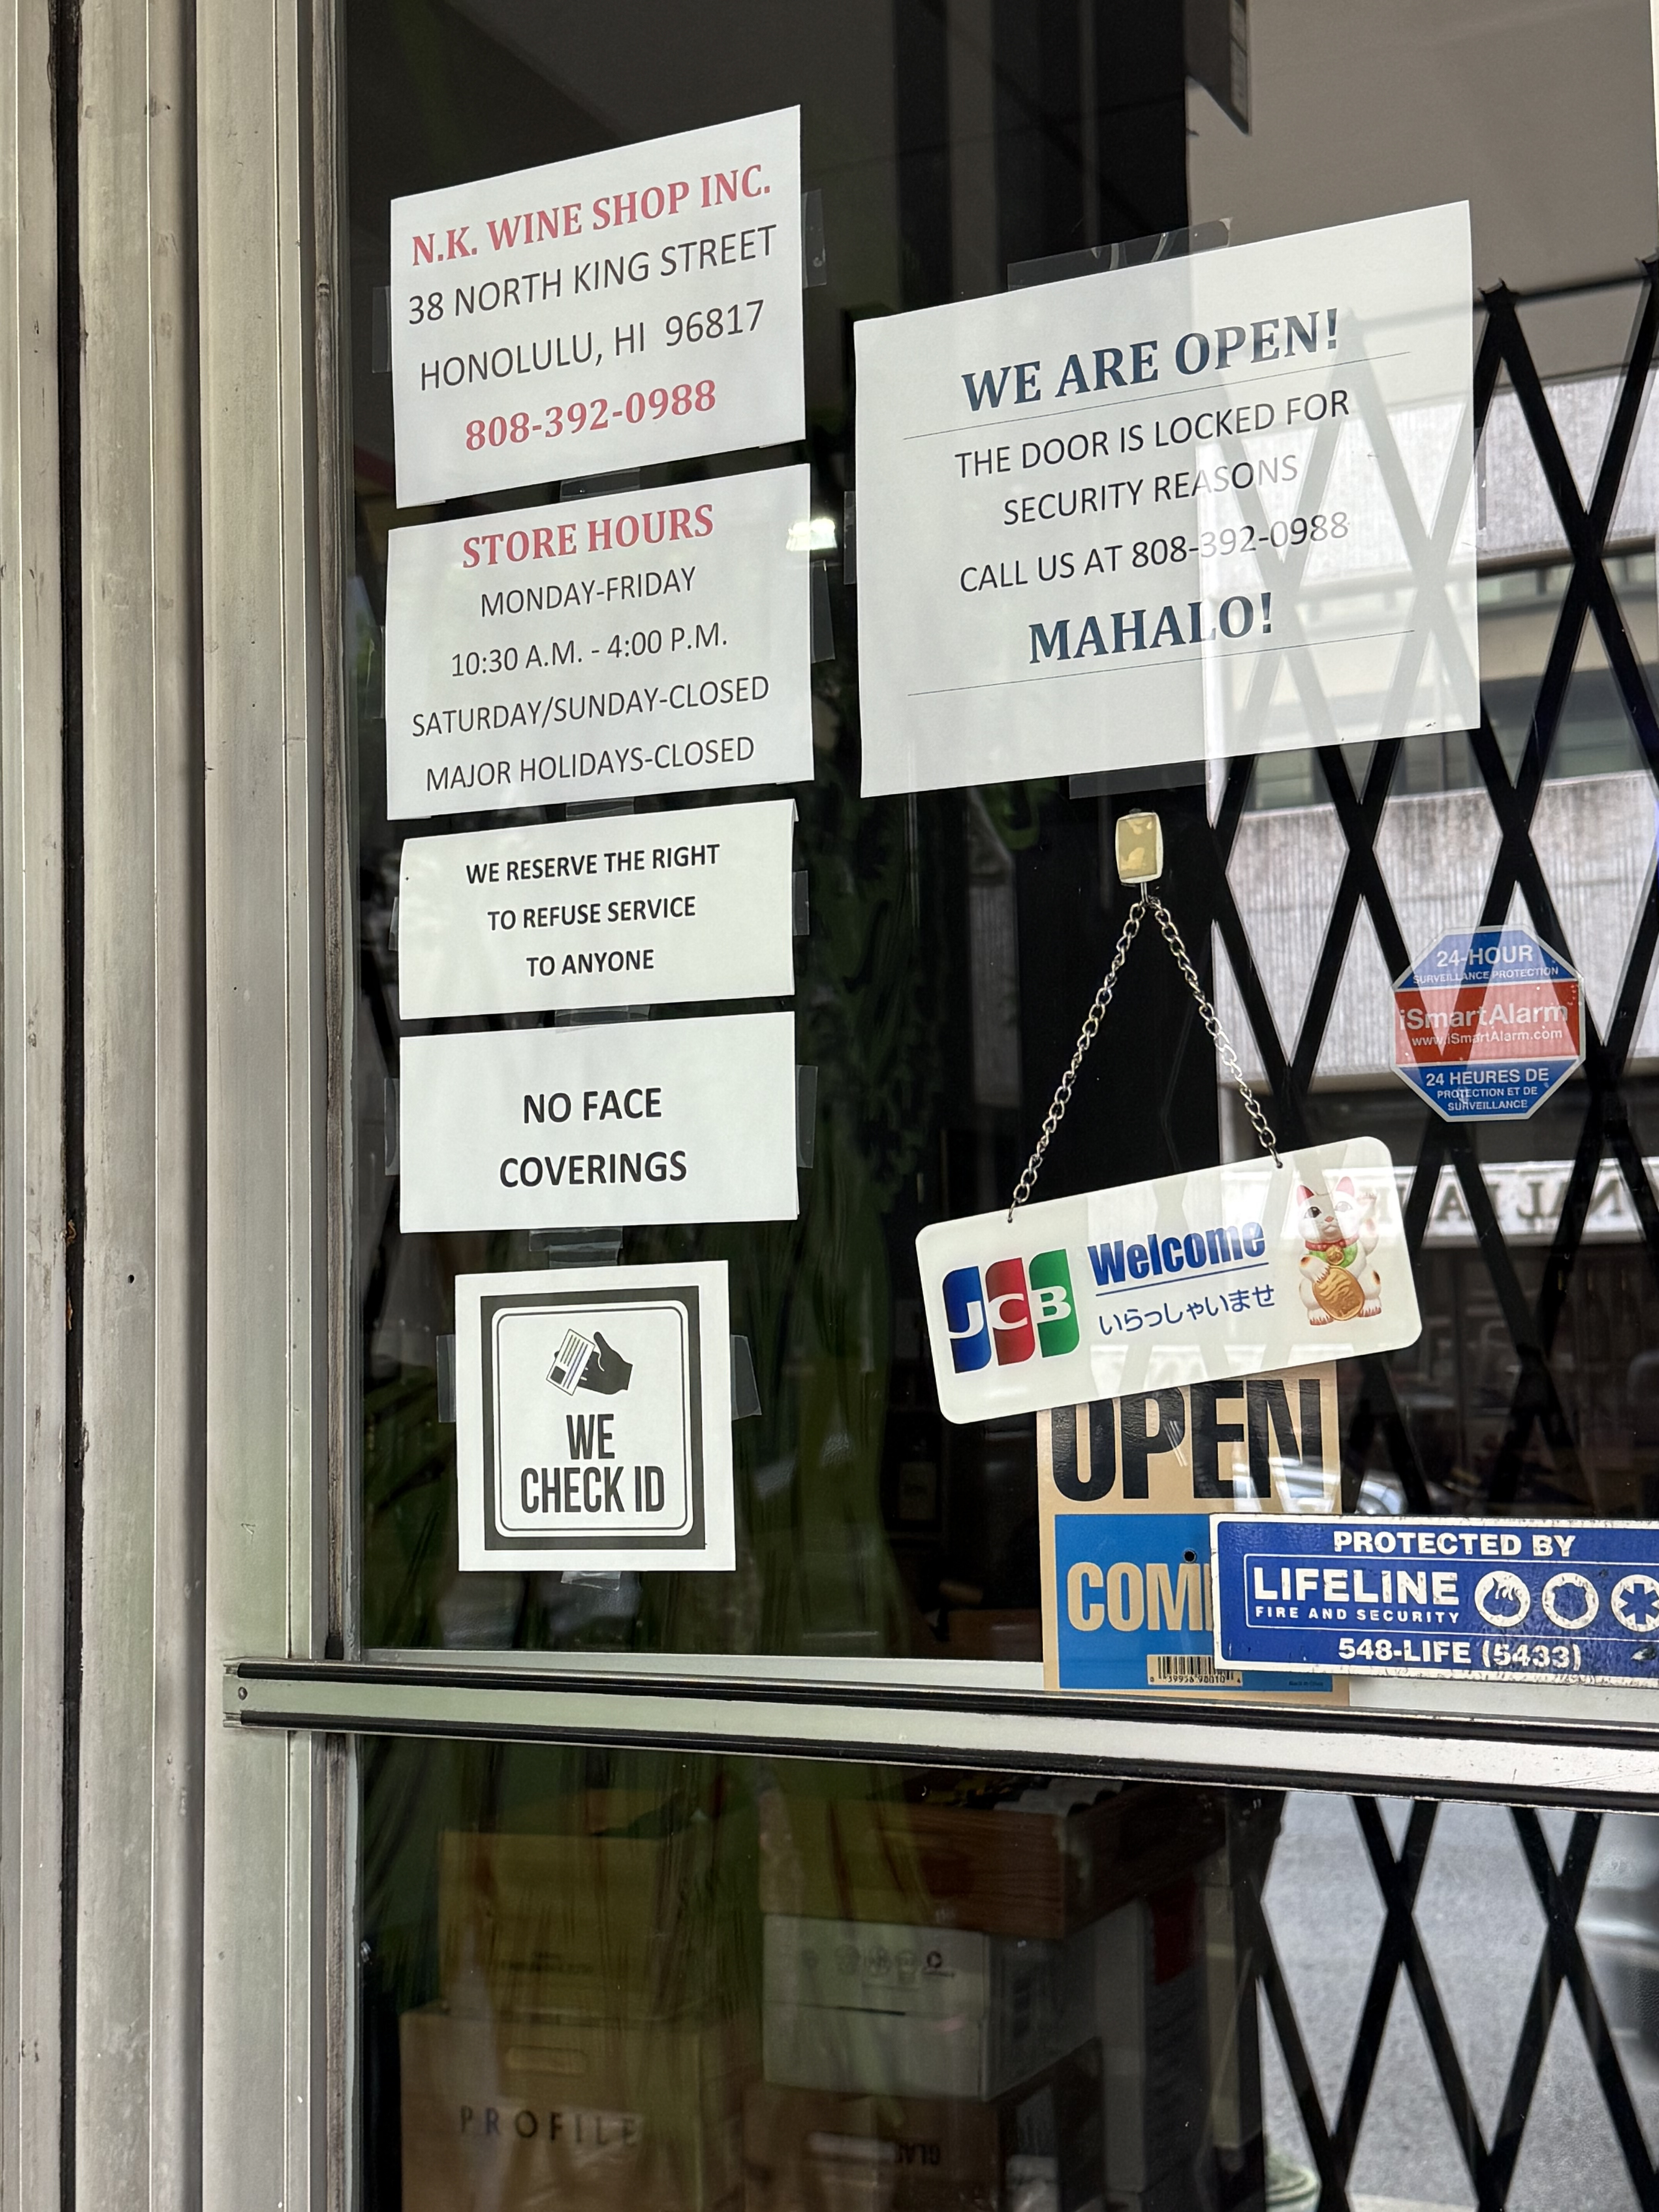 N.K. WINE SHOP INC.
38 NORTH KING STREET
HONOLULU, HI 96817
808-392-0988
STORE HOURS
MONDAY-FRIDAY
10:30 A.M. - 4:00 P.M.
SATURDAY/SUNDAY-CLOSED
MAJOR HOLIDAYS-CLOSED
WE RESERVE THE RIGHT
TO REFUSE SERVICE
TO ANYONE
NO FACE
COVERINGS
WE
CHECK ID
WE ARE OPEN!
THE DOOR IS LOCKED FOR
SECURITY REASONS
CALL US AT 808-392-0988
MAHALO!
24-HOUR
SURVEILLANCE PROTECTION
iSmartAlarm
www.iSmartAlarm.com
24 HEURES DE
PROTECTION ET DE
SURVEILLANCE
JCB
Welcome
いらっしゃいませ
OPEN
COM
PROTECTED BY
LIFELINE
FIRE AND SECURITY
548-LIFE (5433)
PROFILE